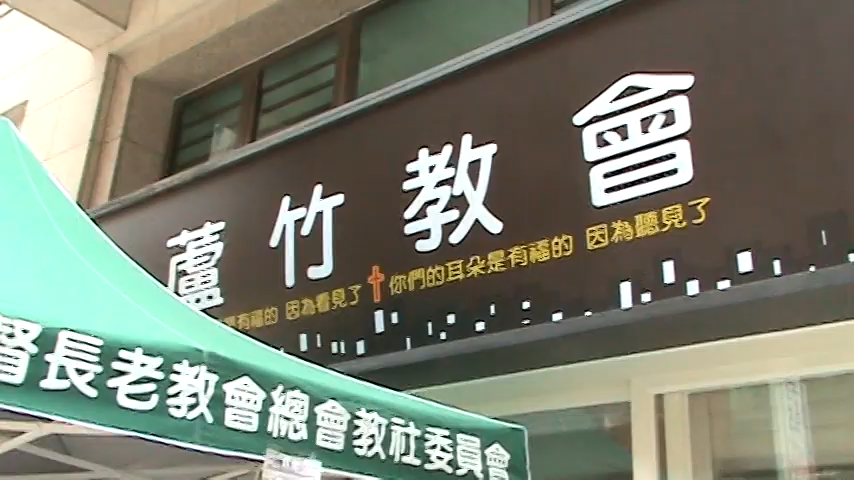 蘆竹教會
是有福的 因為看見了 你們的耳朵是有福的 因為聽見了
督長老教會總會教社委員會